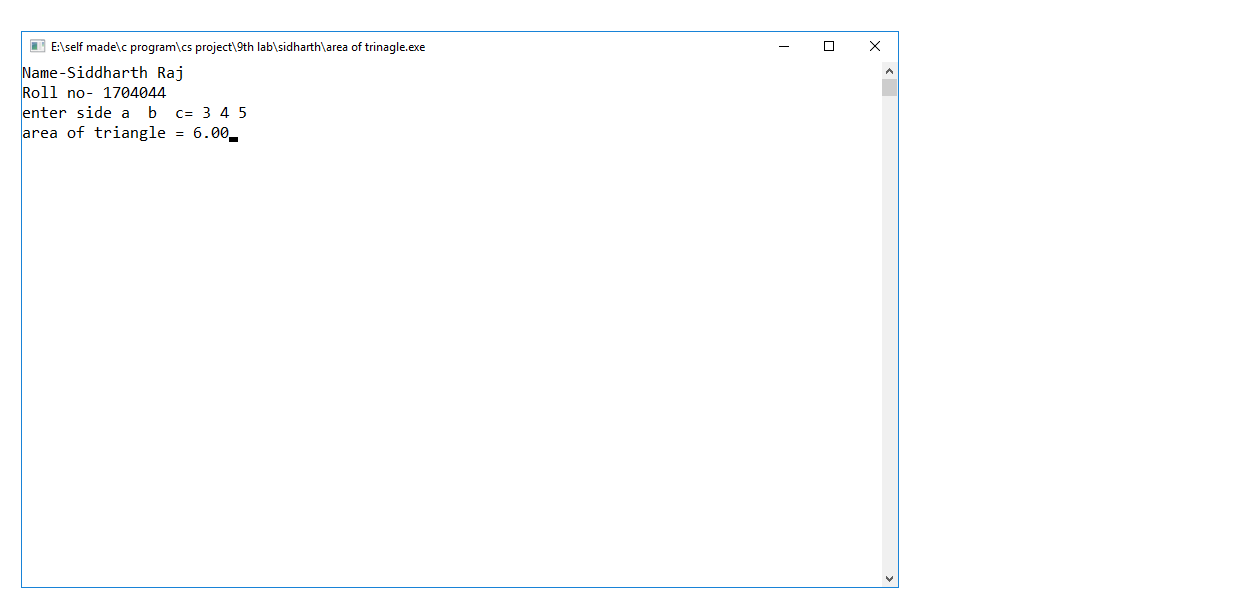 E:\self made\c program\cs project\9th lab\sidharth\area of trinagle.exe
Name-Siddharth Raj
Roll no- 1704044
enter side a  b  c= 3 4 5
area of triangle = 6.00